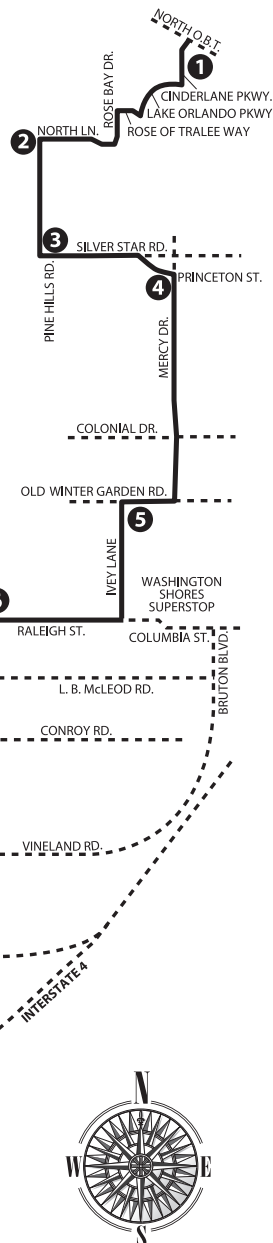 NORTH O.B.T.
1
CINDERLANE PKWY.
LAKE ORLANDO PKWY
ROSE BAY DR.
ROSE OF TRALEE WAY
2
NORTH LN.
3
SILVER STAR RD.
4
PRINCETON ST.
PINE HILLS RD.
MERCY DR.
COLONIAL DR.
OLD WINTER GARDEN RD.
5
IVEY LANE
WASHINGTON
SHORES
SUPERSTOP
RALEIGH ST.
COLUMBIA ST.
BRUTON BLVD.
L. B. McLEOD RD.
CONROY RD.
VINELAND RD.
INTERSTATE 4
N
W
E
S